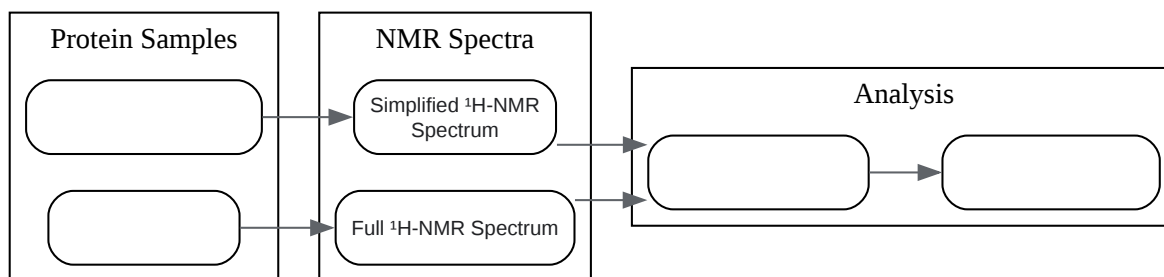 Protein Samples
NMR Spectra
Simplified ¹H-NMR
Spectrum
Full ¹H-NMR Spectrum
Analysis